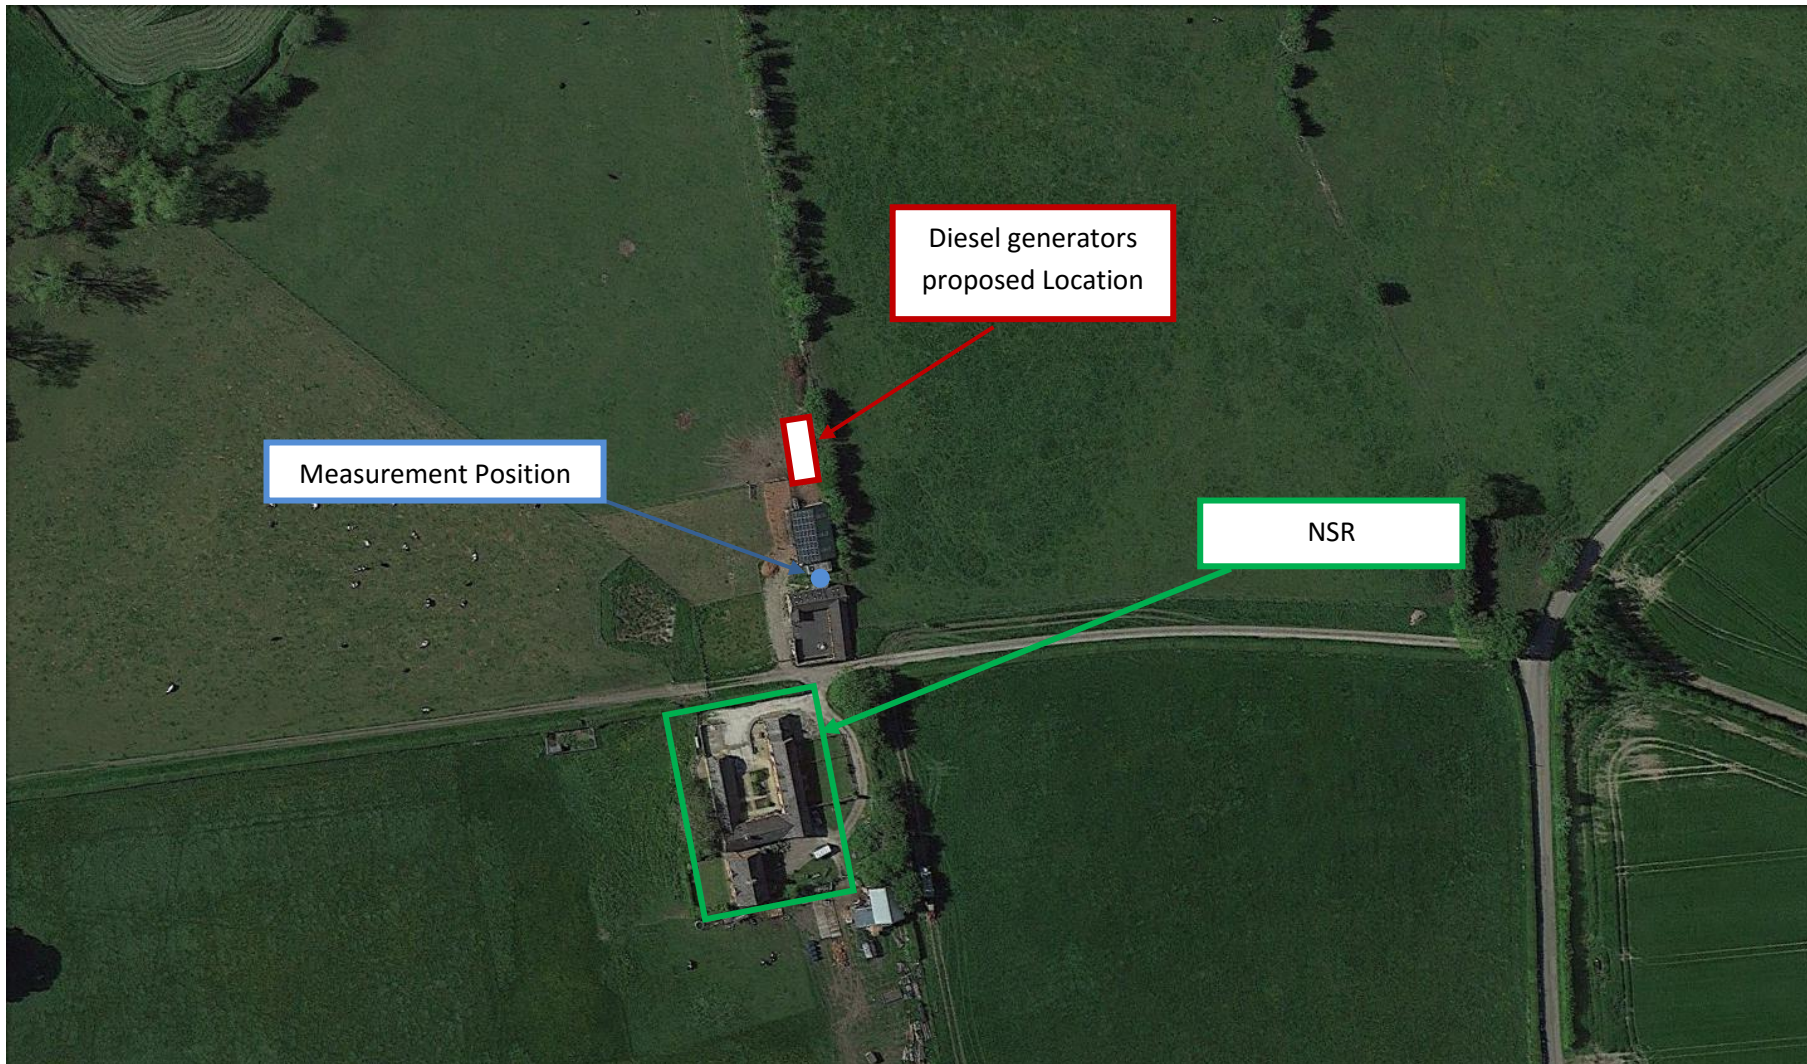 Diesel generators
proposed Location
Measurement Position
NSR